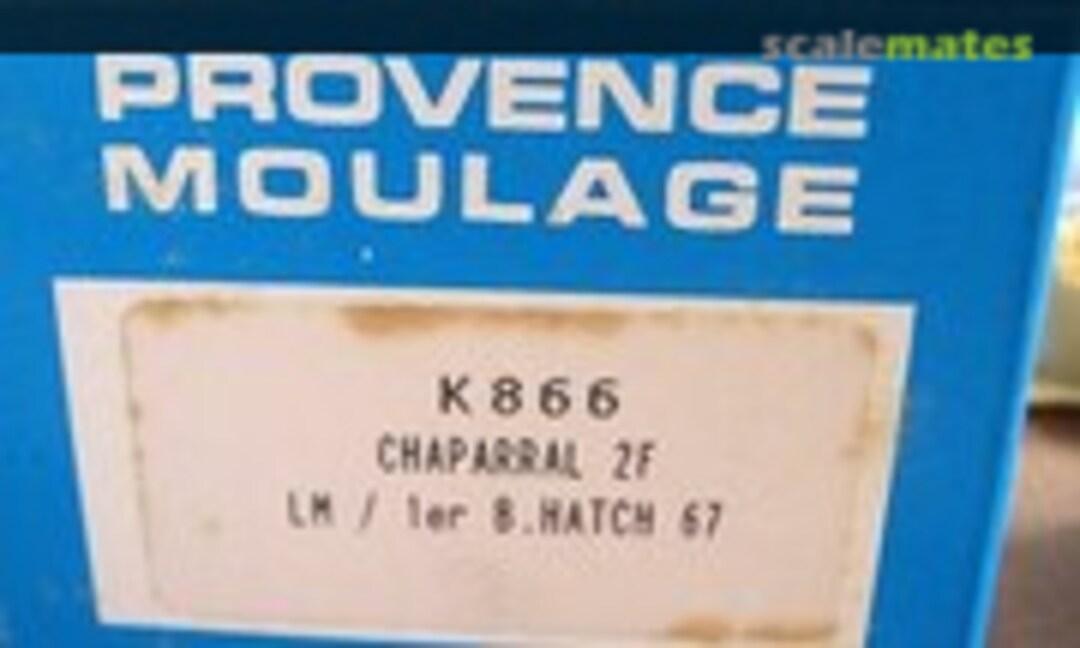 scalemates
PROVENCE
MOULAGE
K866
CHAPARRAL 2F
LM / 1er B.HATCH 67